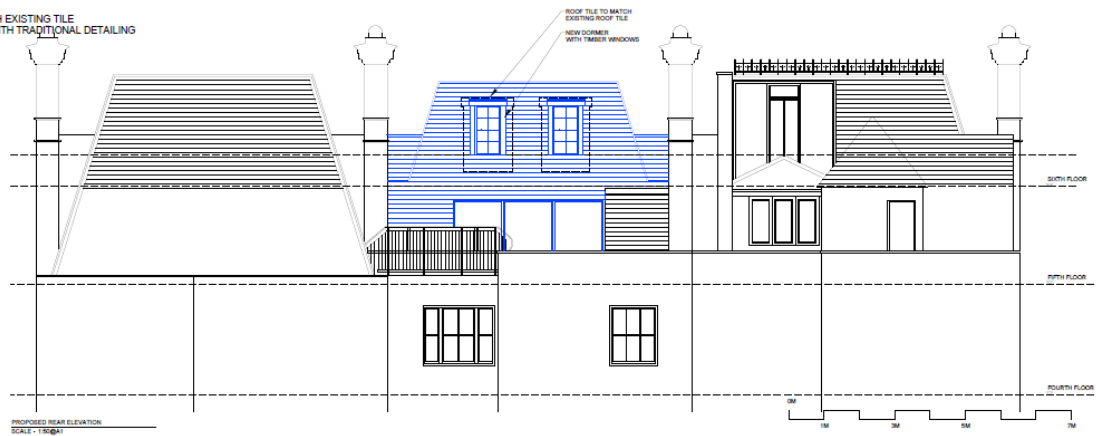 H EXISTING TILE
ITH TRADITIONAL DETAILING
ROOF TILE TO MATCH
EXISTING ROOF TILE
NEW DORMER
WITH TIMBER WINDOWS
SIXTH FLOOR
FIFTH FLOOR
FOURTH FLOOR
0M
1M
3M
5M
7M
PROPOSED REAR ELEVATION
SCALE - 1:50@A1